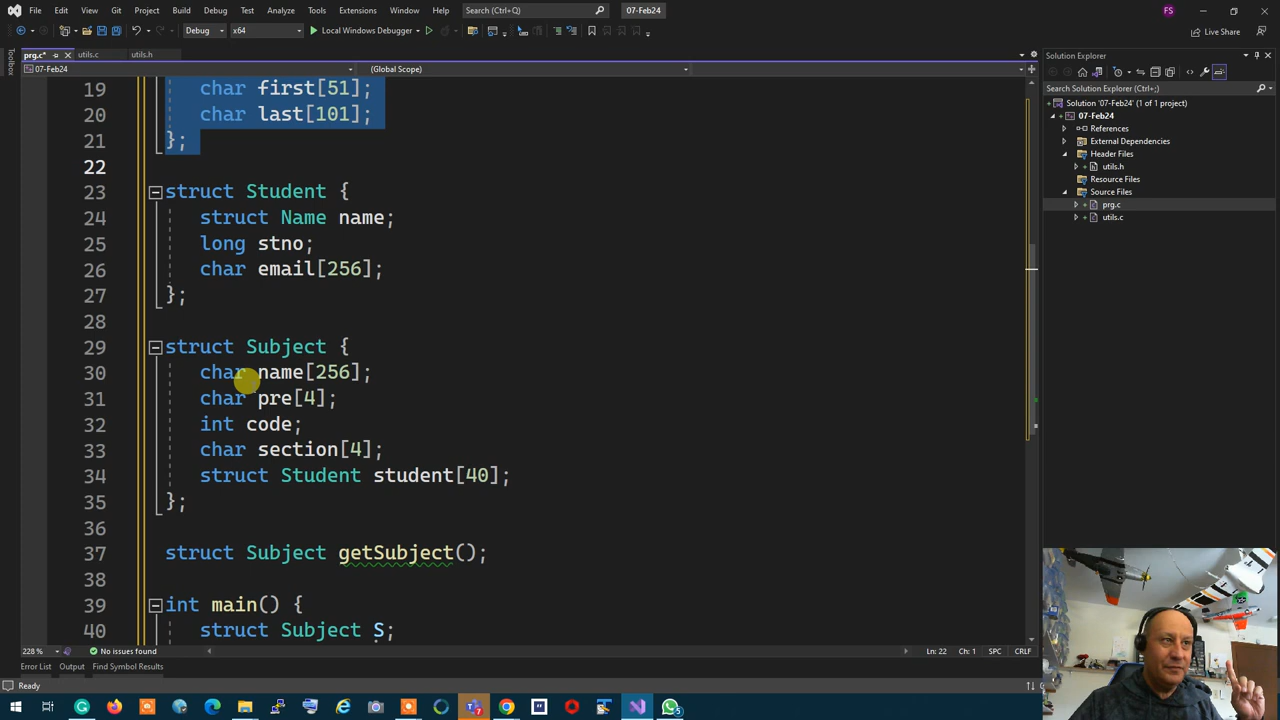 File Edit View Git Project Build Debug Test Analyze Tools Extensions Window Help Search (Ctrl+Q) 07-Feb24 FS
Debug x64 Local Windows Debugger Live Share
prg.c* utils.c utils.h
07-Feb24 (Global Scope)
Toolbox
19 char first[51];
20 char last[101];
21 };
22
23 struct Student {
24 struct Name name;
25 long stno;
26 char email[256];
27 };
28
29 struct Subject {
30 char name[256];
31 char pre[4];
32 int code;
33 char section[4];
34 struct Student student[40];
35 };
36
37 struct Subject getSubject();
38
39 int main() {
40 struct Subject S;
Solution Explorer
Search Solution Explorer (Ctrl+;)
Solution '07-Feb24' (1 of 1 project)
07-Feb24
References
External Dependencies
Header Files
utils.h
Resource Files
Source Files
prg.c
utils.c
228 % No issues found Ln: 22 Ch: 1 SPC CRLF
Error List Output Find Symbol Results
Ready